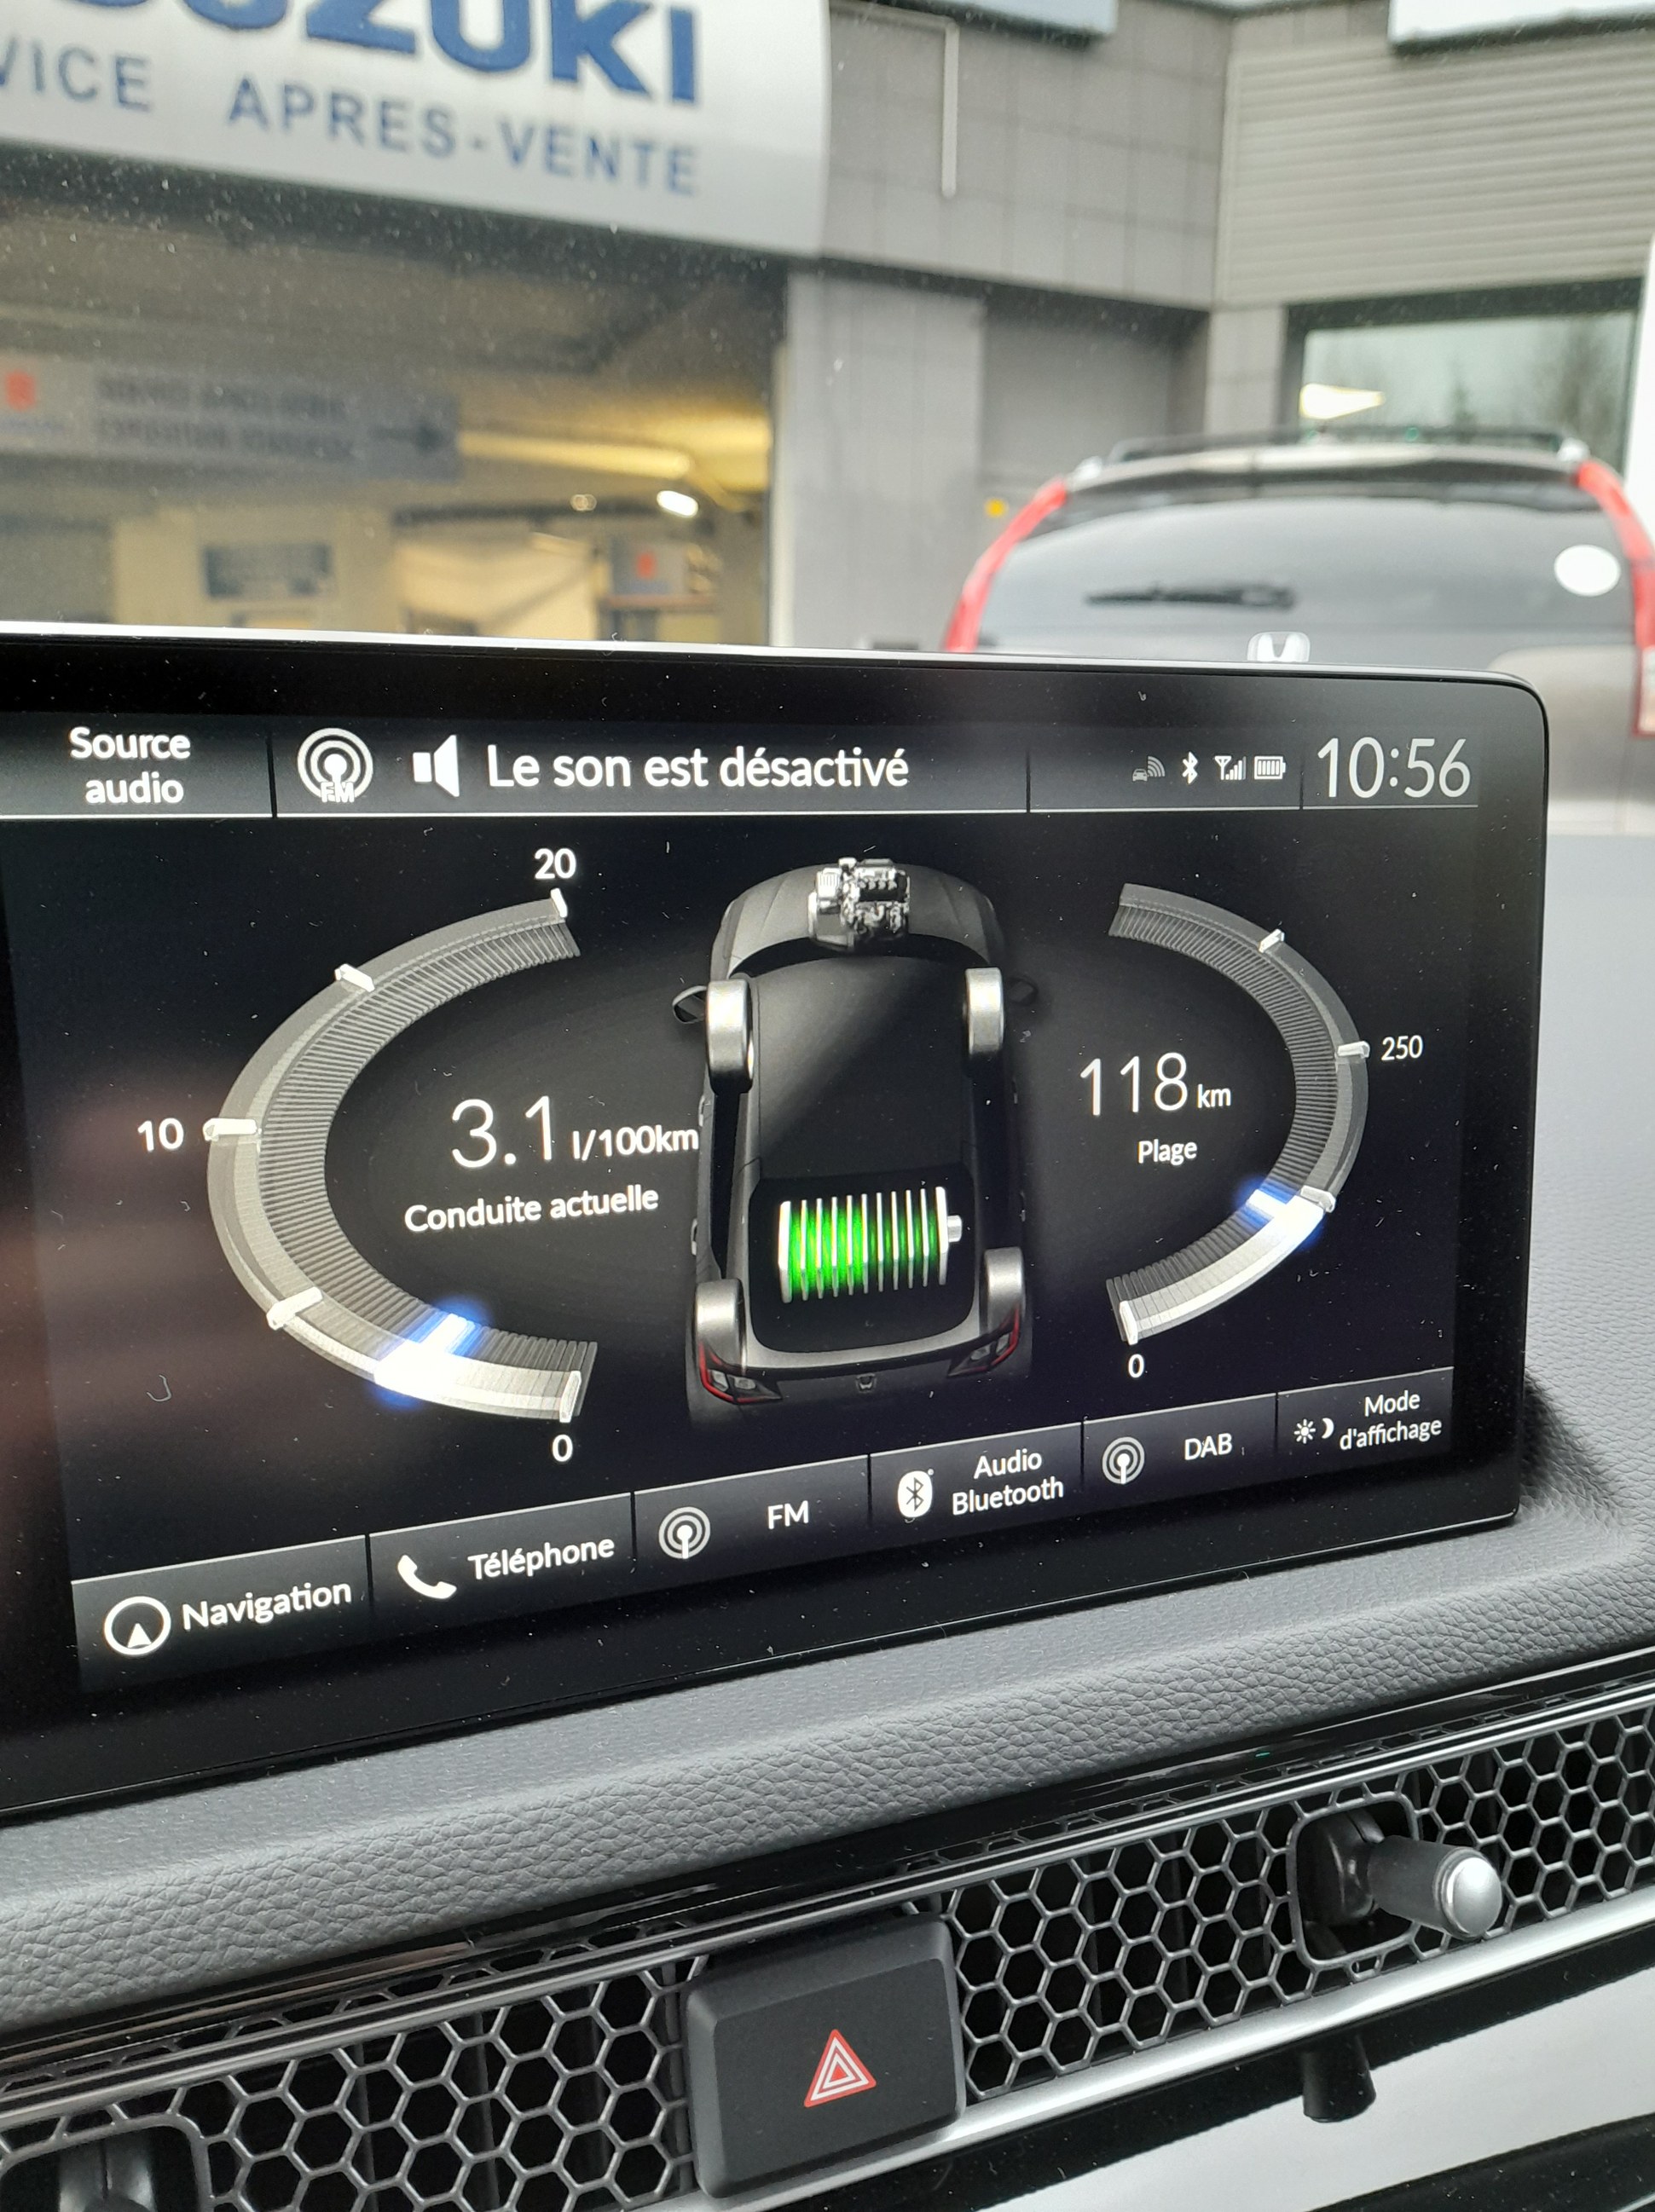 SUZUKI
VICE APRES-VENTE
Source
audio
FM
Le son est désactivé
10:56
20
10
0
3.1 l/100km
Conduite actuelle
118 km
Plage
250
0
Navigation
Téléphone
FM
Audio
Bluetooth
DAB
Mode
d'affichage